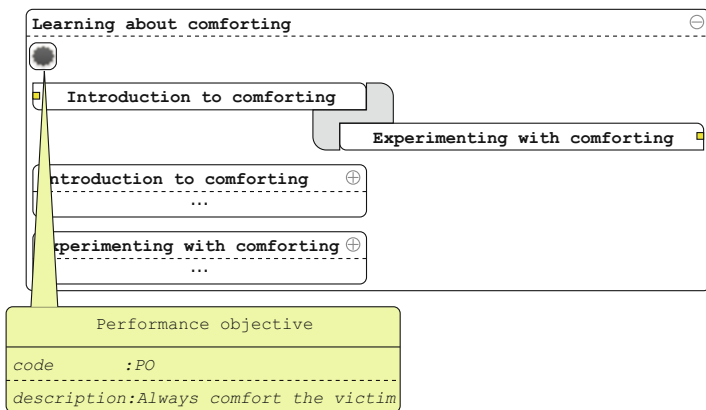 Learning about comforting
Introduction to comforting
Experimenting with comforting
ntroduction to comforting
...
xperimenting with comforting
...
Performance objective
code :PO
description:Always comfort the victim